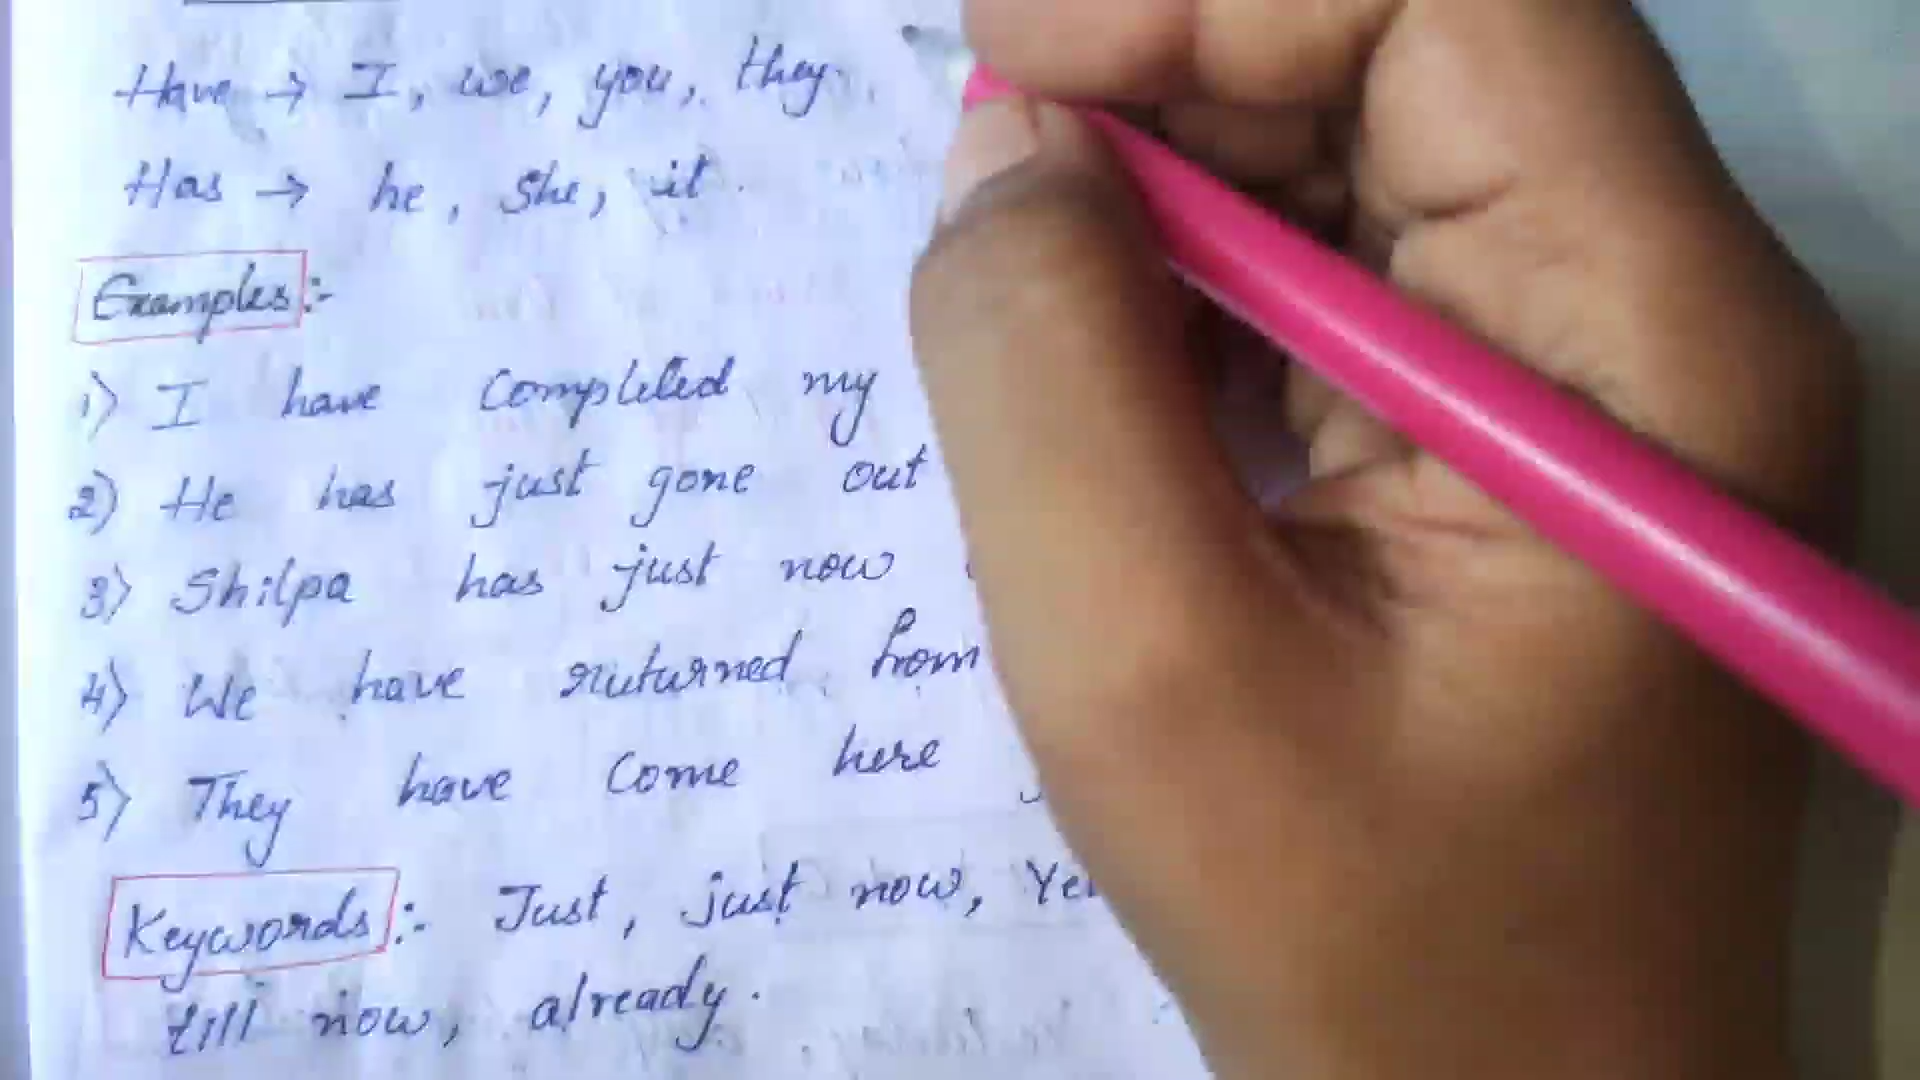 Have → I, we, you, they.
Has → he, she, it.
Examples:-
1) I have completed my
2) He has just gone out
3) Shilpa has just now
4) We have returned from
5) They have come here
Keywords:- Just, just now,
till now, already.